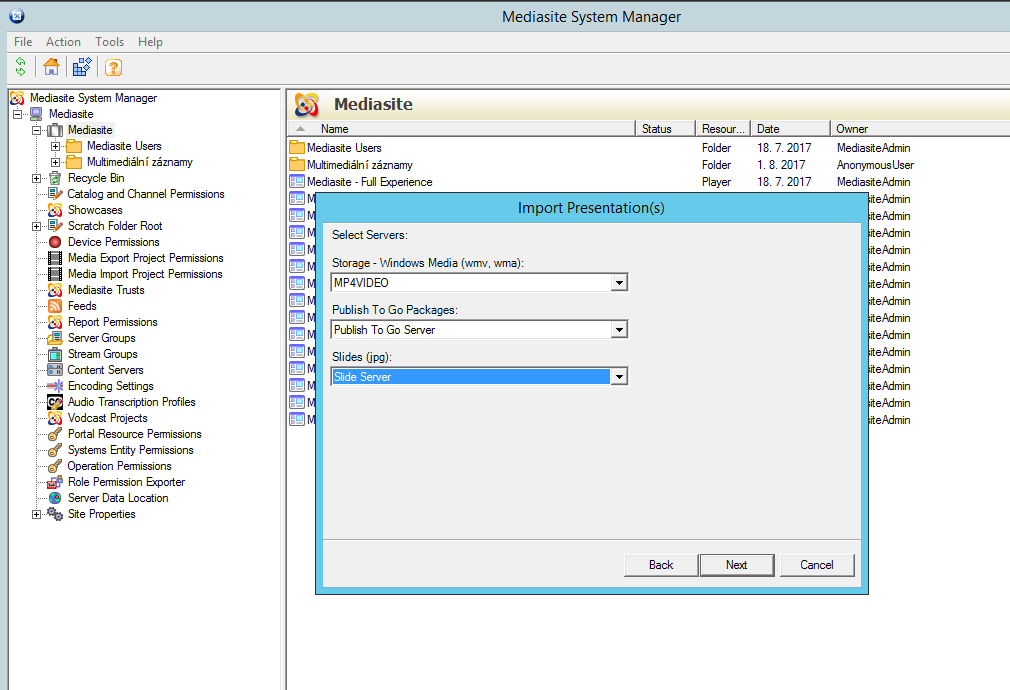 Mediasite System Manager
File Action Tools Help
Mediasite System Manager
Mediasite
Mediasite
Mediasite Users
Multimediální záznamy
Recycle Bin
Catalog and Channel Permissions
Showcases
Scratch Folder Root
Device Permissions
Media Export Project Permissions
Media Import Project Permissions
Mediasite Trusts
Feeds
Report Permissions
Server Groups
Stream Groups
Content Servers
Encoding Settings
Audio Transcription Profiles
Vodcast Projects
Portal Resource Permissions
Systems Entity Permissions
Operation Permissions
Role Permission Exporter
Server Data Location
Site Properties
Mediasite
Name Status Resour... Date Owner
Mediasite Users Folder 18. 7. 2017 MediasiteAdmin
Multimediální záznamy Folder 1. 8. 2017 AnonymousUser
Mediasite - Full Experience Player 18. 7. 2017 MediasiteAdmin
M siteAdmin
M siteAdmin
M siteAdmin
M siteAdmin
M siteAdmin
M siteAdmin
M siteAdmin
M siteAdmin
M siteAdmin
M siteAdmin
M siteAdmin
M siteAdmin
M siteAdmin
M siteAdmin
Import Presentation(s)
Select Servers:
Storage - Windows Media (wmv, wma):
MP4VIDEO
Publish To Go Packages:
Publish To Go Server
Slides (jpg):
Slide Server
Back Next Cancel